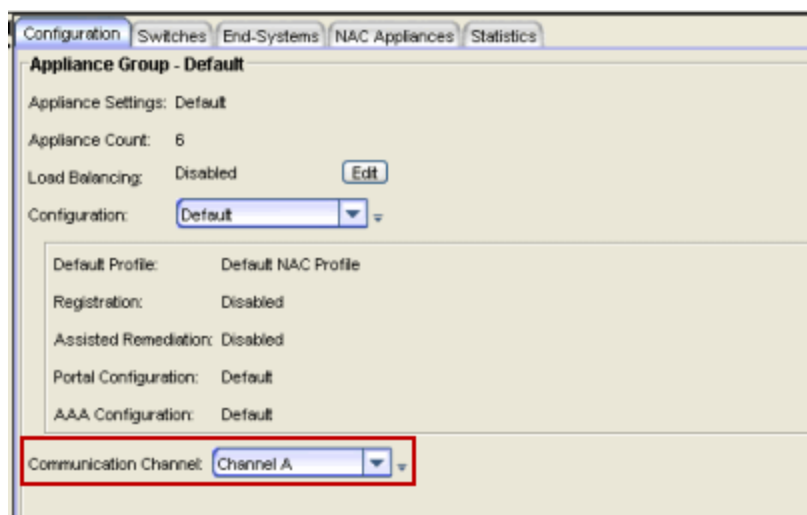 Configuration Switches End-Systems NAC Appliances Statistics
Appliance Group - Default
Appliance Settings: Default
Appliance Count: 6
Load Balancing: Disabled Edit
Configuration: Default
Default Profile: Default NAC Profile
Registration: Disabled
Assisted Remediation: Disabled
Portal Configuration: Default
AAA Configuration: Default
Communication Channel: Channel A